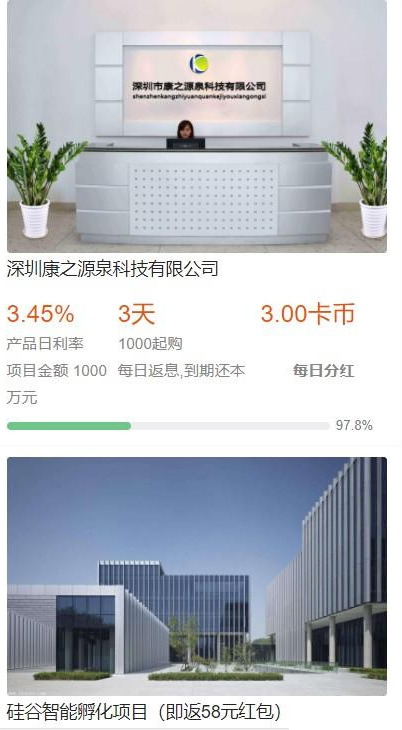 深圳市康之源泉科技有限公司
shenzhenkangzhiyuanquankejiyouxiangongsi
深圳康之源泉科技有限公司
3.45% 3天 3.00卡币
产品日利率 1000起购
项目金额 1000 每日返息,到期还本 每日分红
万元
97.8%
硅谷智能孵化项目（即返58元红包）